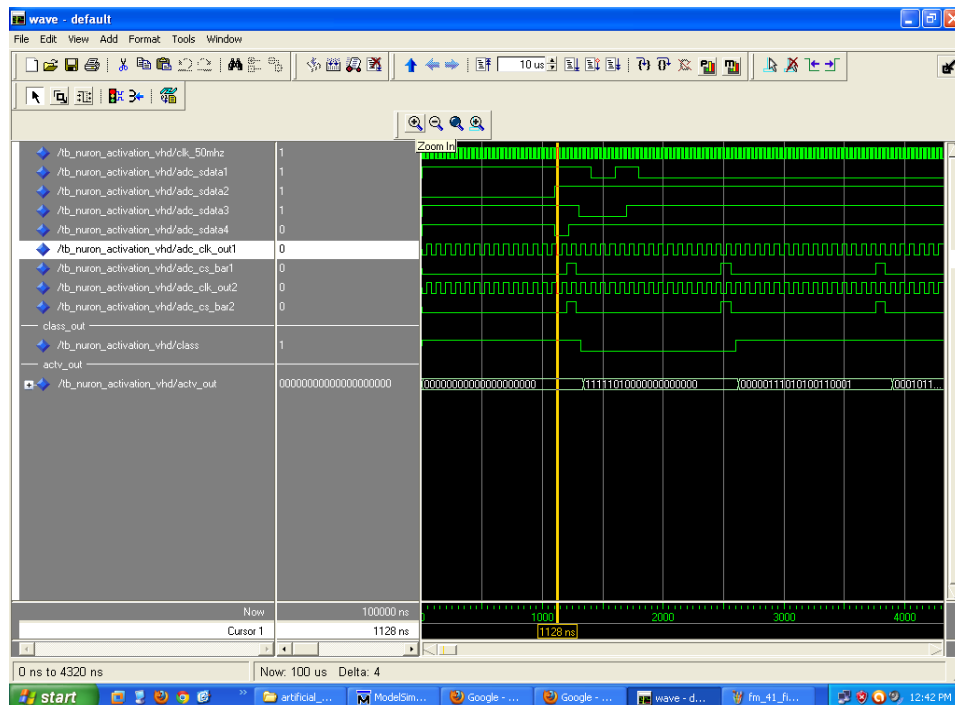 wave - default
File Edit View Add Format Tools Window
10 us
Zoom In
/tb_nuron_activation_vhd/clk_50mhz 1
/tb_nuron_activation_vhd/adc_sdata1 1
/tb_nuron_activation_vhd/adc_sdata2 1
/tb_nuron_activation_vhd/adc_sdata3 1
/tb_nuron_activation_vhd/adc_sdata4 0
/tb_nuron_activation_vhd/adc_clk_out1 0
/tb_nuron_activation_vhd/adc_cs_bar1 0
/tb_nuron_activation_vhd/adc_clk_out2 0
/tb_nuron_activation_vhd/adc_cs_bar2 0
class_out
/tb_nuron_activation_vhd/class 1
actv_out
/tb_nuron_activation_vhd/actv_out 00000000000000000000 00000000000000000000 11111010000000000000 00000111010100110001 0001011...
Now 100000 ns 1000 2000 3000 4000
Cursor 1 1128 ns 1128 ns
0 ns to 4320 ns Now: 100 us Delta: 4
start artificial_... ModelSim... Google - ... Google - ... wave - d... fm_41_fi... 12:42 PM